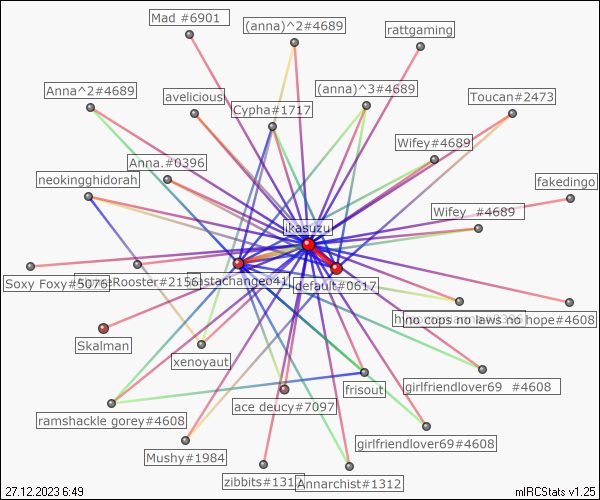 Mad #6901
(anna)^2#4689
rattgaming
Anna^2#4689
avelicious
(anna)^3#4689
Toucan#2473
Cypha#1717
Wifey#4689
Anna.#0396
neokingghidorah
fakedingo
Wifey #4689
ikasuzu
Soxy Foxy#5076
Rooster#2156
ustachangeo41
default#0617
no cops no laws no hope#4608
Skalman
xenoyaut
frisout
girlfriendlover69 #4608
ace deucy#7097
ramshackle gorey#4608
girlfriendlover69#4608
Mushy#1984
zibbits#131
Annarchist#1312
27.12.2023 6:49
mIRCStats v1.25